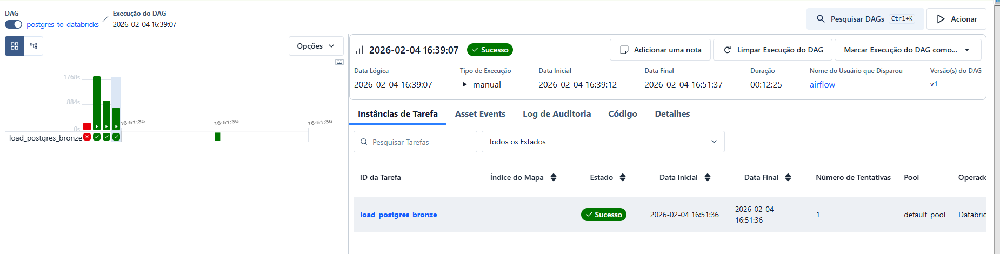 DAG
postgres_to_databricks
Execução do DAG
2026-02-04 16:39:07
Pesquisar DAGs Ctrl+K
Acionar
Opções
1768s
884s
0s
16:51:35
16:51:36
16:51:36
load_postgres_bronze
2026-02-04 16:39:07 Sucesso
Adicionar uma nota
Limpar Execução do DAG
Marcar Execução do DAG como...
Data Lógica Tipo de Execução Data Inicial Data Final Duração Nome do Usuário que Disparou Versão(s) do DAG
2026-02-04 16:39:07 manual 2026-02-04 16:39:12 2026-02-04 16:51:37 00:12:25 airflow v1
Instâncias de Tarefa Asset Events Log de Auditoria Código Detalhes
Pesquisar Tarefas
Todos os Estados
ID da Tarefa Índice do Mapa Estado Data Inicial Data Final Número de Tentativas Pool Operado
load_postgres_bronze Sucesso 2026-02-04 16:51:36 2026-02-04 16:51:36 1 default_pool Databric